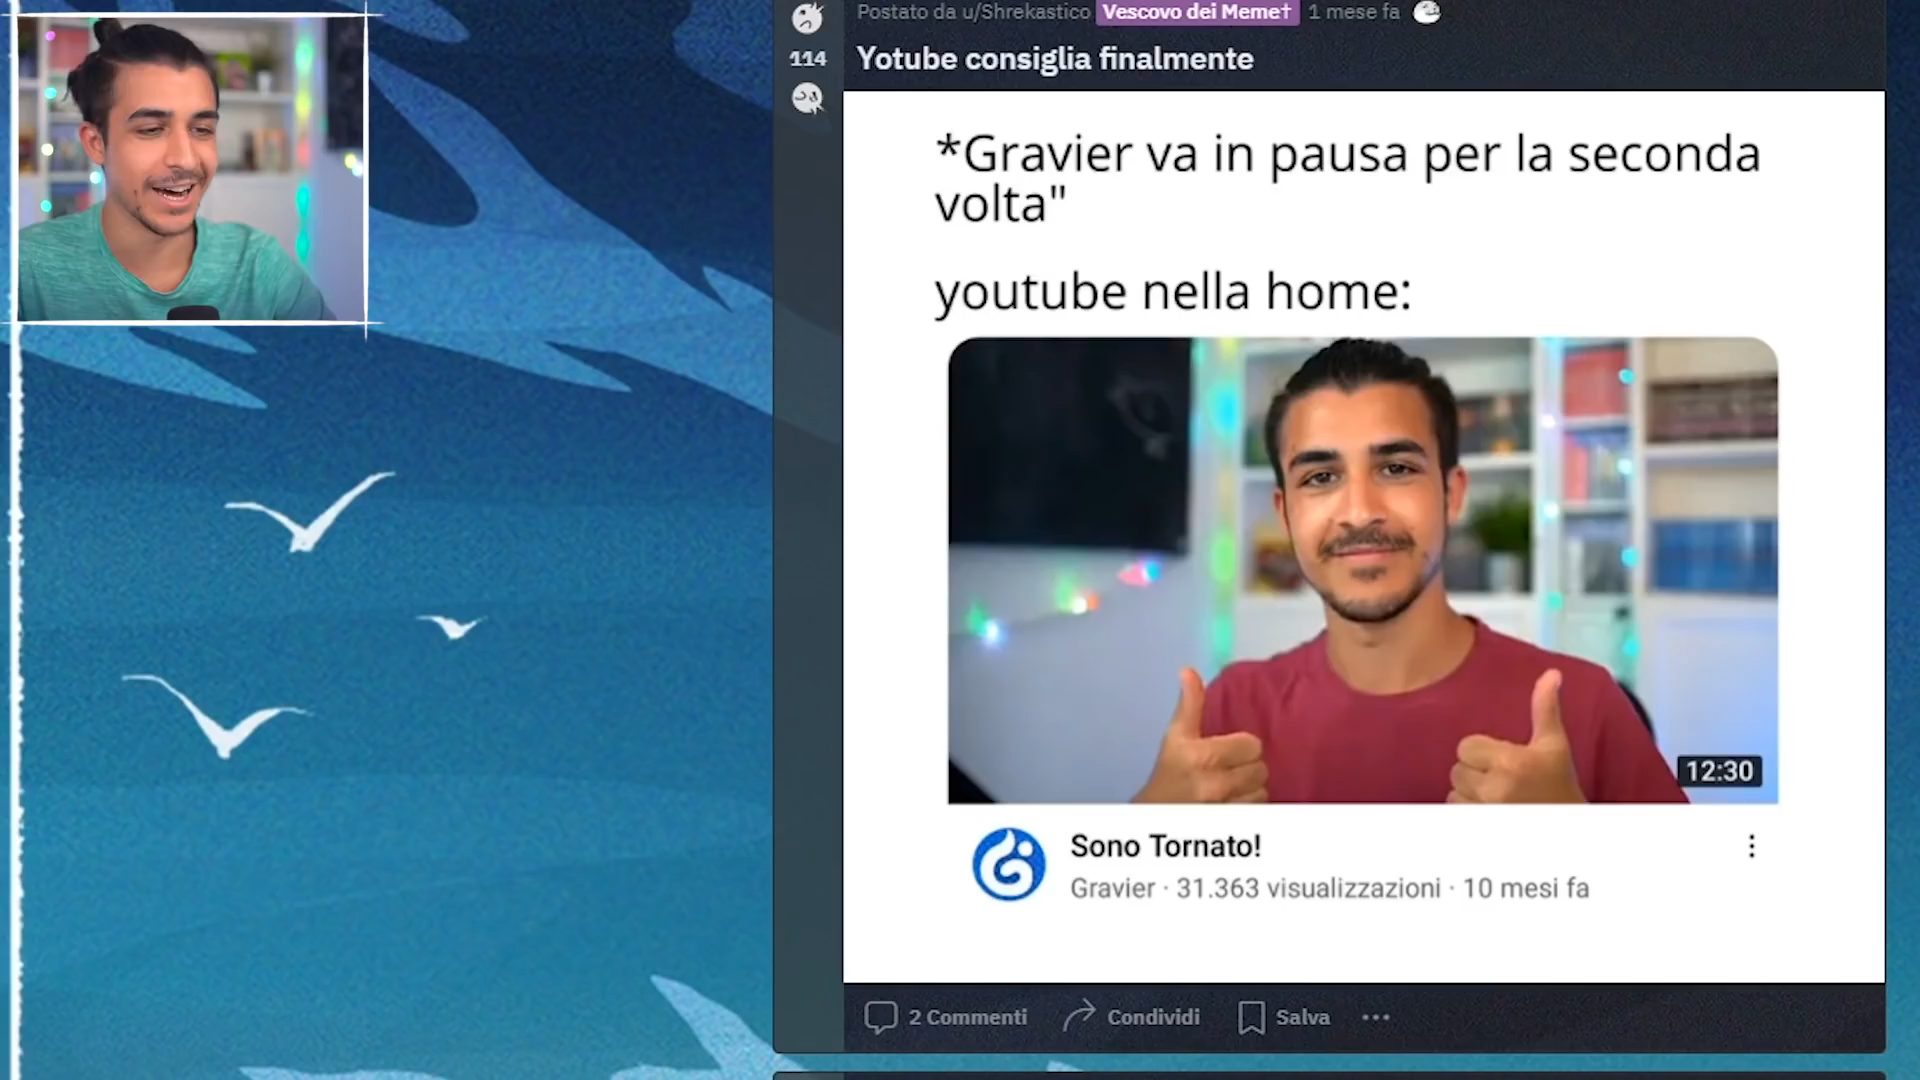 Postato da u/Shrekastico Vescovo dei Meme† 1 mese fa
114
Yotube consiglia finalmente
*Gravier va in pausa per la seconda
volta"
youtube nella home:
12:30
Sono Tornato!
Gravier · 31.363 visualizzazioni · 10 mesi fa
2 Commenti Condividi Salva